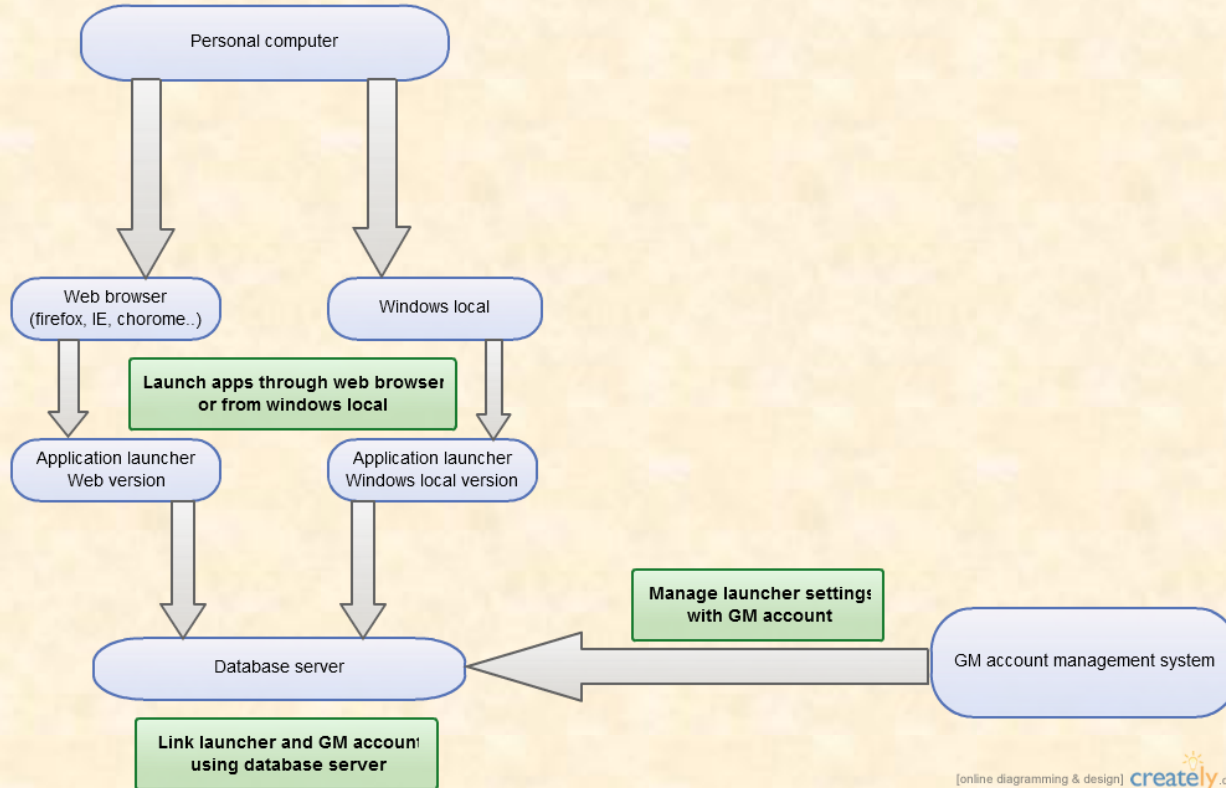 Personal computer
Web browser
(firefox, IE, chorome..)
Windows local
Launch apps through web browser
or from windows local
Application launcher
Web version
Application launcher
Windows local version
Manage launcher settings
with GM account
Database server
GM account management system
Link launcher and GM account
using database server
[online diagramming & design] creately.c